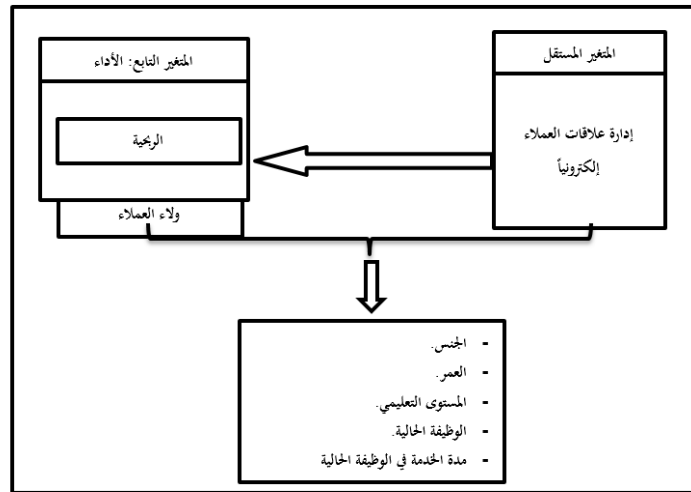 المتغير المستقل
إدارة علاقات العملاء
إلكترونياً
المتغير التابع: الأداء
الربحية
ولاء العملاء
- الجنس.
- العمر.
- المستوى التعليمي.
- الوظيفة الحالية.
- مدة الخدمة في الوظيفة الحالية